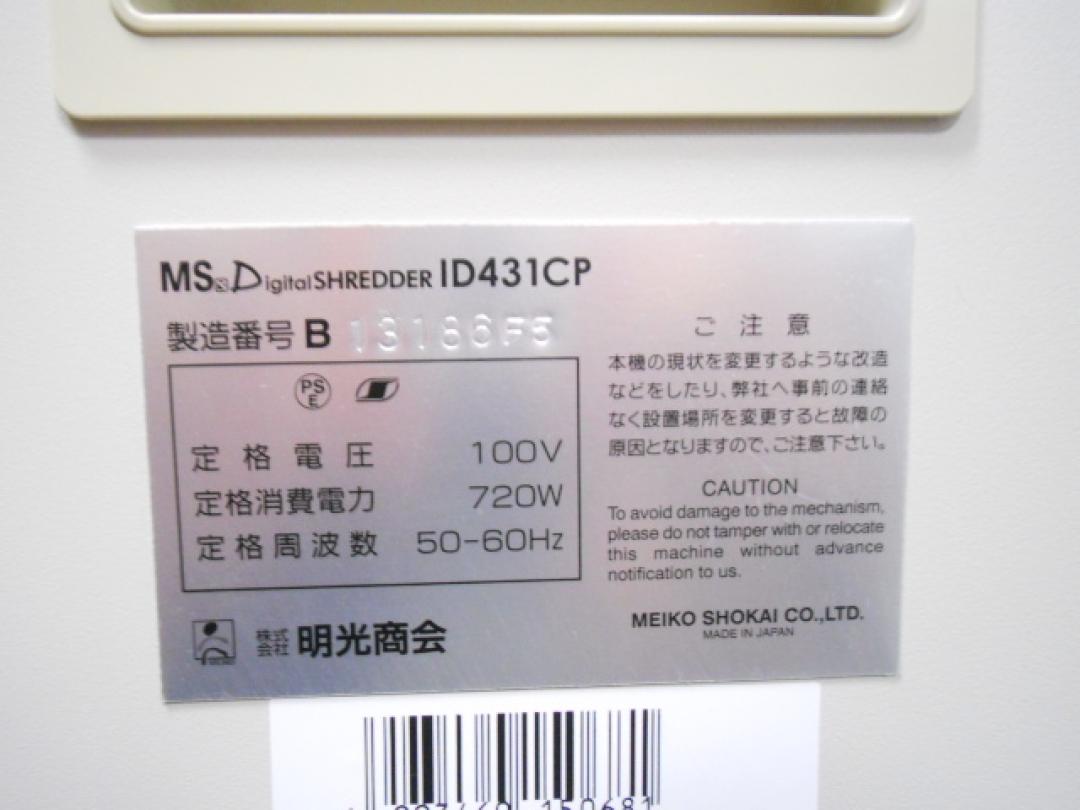 MS Digital SHREDDER ID431CP
製造番号 B 13186F5
PS
E
定格電圧 100V
定格消費電力 720W
定格周波数 50-60Hz
株式
会社 明光商会
ご注意
本機の現状を変更するような改造
などをしたり、弊社へ事前の連絡
なく設置場所を変更すると故障の
原因となりますので、ご注意下さい。
CAUTION
To avoid damage to the mechanism,
please do not tamper with or relocate
this machine without advance
notification to us.
MEIKO SHOKAI CO.,LTD.
MADE IN JAPAN
150681